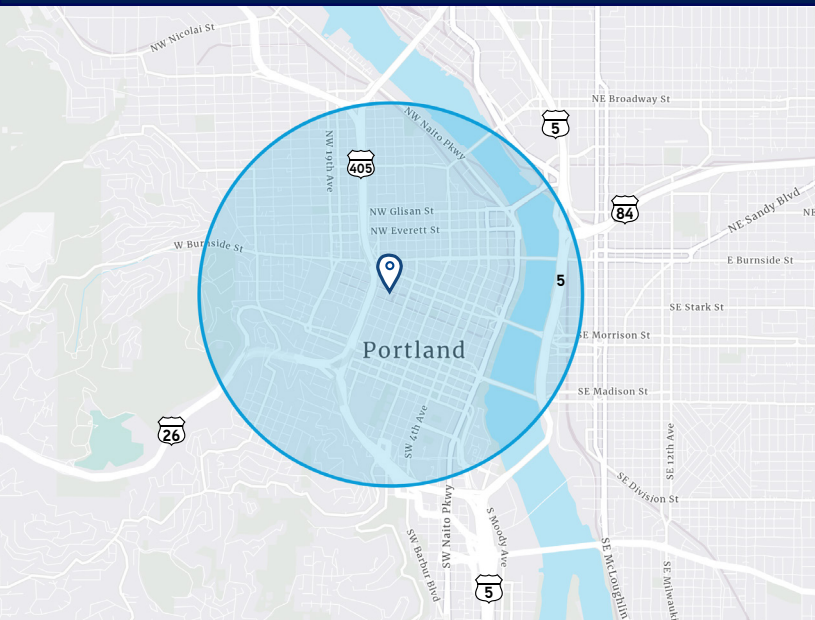 NW Nicolai St
NE Broadway St
5
NW Naito Pkwy
NW 19th Ave
405
84
NE Sandy Blvd
NW Glisan St
NE
NW Everett St
W Burnside St
E Burnside St
5
SE Stark St
SE Morrison St
Portland
SE Madison St
26
SW 4th Ave
SE 12th Ave
SE Division St
SW Naito Pkwy
S Moody Ave
SW Barbur Blvd
SE McLoughlin
SE Milwauki
5